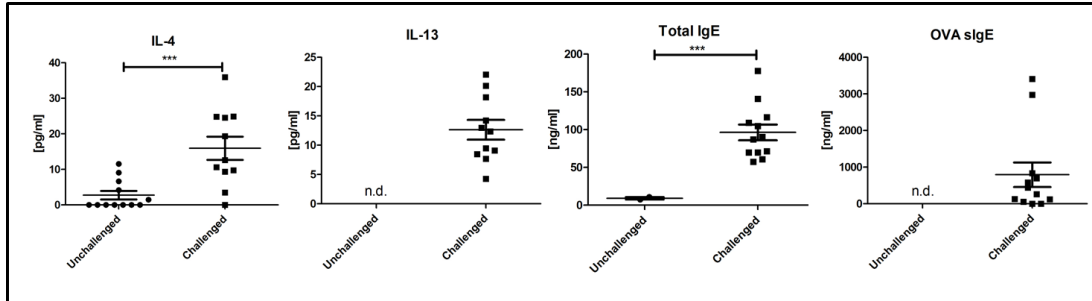 IL-4
***
40
30
20
10
0
[pg/ml]
Unchallenged
Challenged
IL-13
25
20
15
10
5
0
[pg/ml]
n.d.
Unchallenged
Challenged
Total IgE
***
200
150
100
50
0
[ng/ml]
Unchallenged
Challenged
OVA sIgE
4000
3000
2000
1000
0
[ng/ml]
n.d.
Unchallenged
Challenged